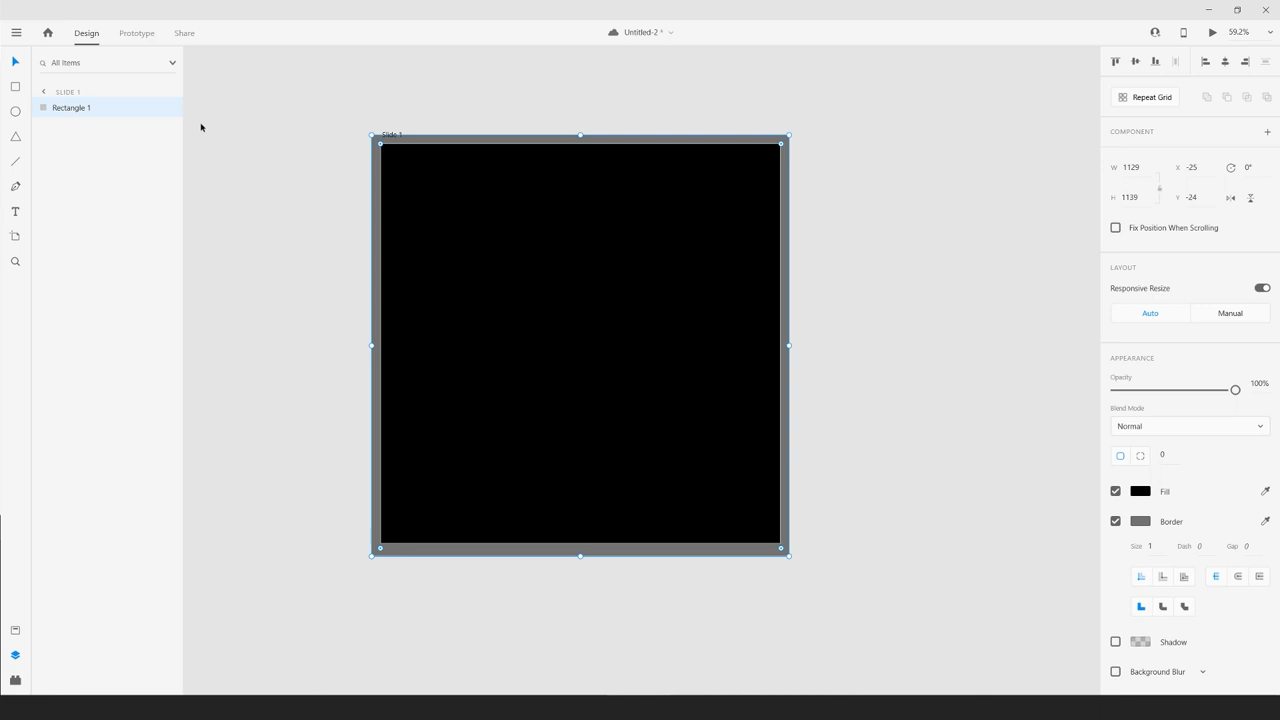 Design
Prototype
Share
Untitled-2 *
59.2%
All Items
SLIDE 1
Rectangle 1
Slide 1
Repeat Grid
COMPONENT
W 1129 X -25 0°
H 1139 Y -24
Fix Position When Scrolling
LAYOUT
Responsive Resize
Auto Manual
APPEARANCE
Opacity
100%
Blend Mode
Normal
0
Fill
Border
Size 1 Dash 0 Gap 0
Shadow
Background Blur